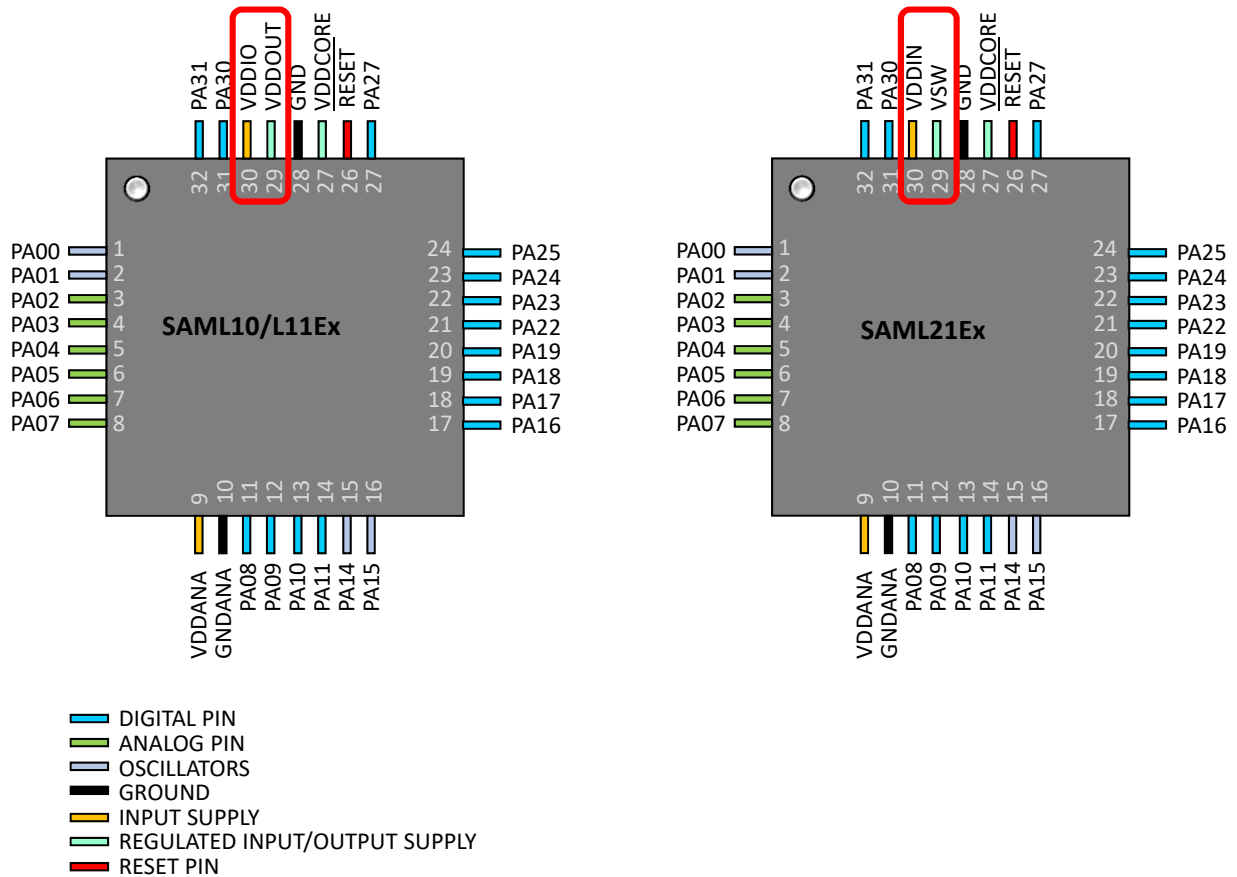 PA31 PA30 VDDIO VDDOUT GND VDDCORE RESET PA27
32 31 30 29 28 27 26 27
PA00 1
PA01 2
PA02 3
PA03 4
PA04 5
PA05 6
PA06 7
PA07 8
SAML10/L11Ex
24 PA25
23 PA24
22 PA23
21 PA22
20 PA19
19 PA18
18 PA17
17 PA16
9 10 11 12 13 14 15 16
VDDANA GNDANA PA08 PA09 PA10 PA11 PA14 PA15
PA31 PA30 VDDIN VSW GND VDDCORE RESET PA27
32 31 30 29 28 27 26 27
PA00 1
PA01 2
PA02 3
PA03 4
PA04 5
PA05 6
PA06 7
PA07 8
SAML21Ex
24 PA25
23 PA24
22 PA23
21 PA22
20 PA19
19 PA18
18 PA17
17 PA16
9 10 11 12 13 14 15 16
VDDANA GNDANA PA08 PA09 PA10 PA11 PA14 PA15
DIGITAL PIN
ANALOG PIN
OSCILLATORS
GROUND
INPUT SUPPLY
REGULATED INPUT/OUTPUT SUPPLY
RESET PIN